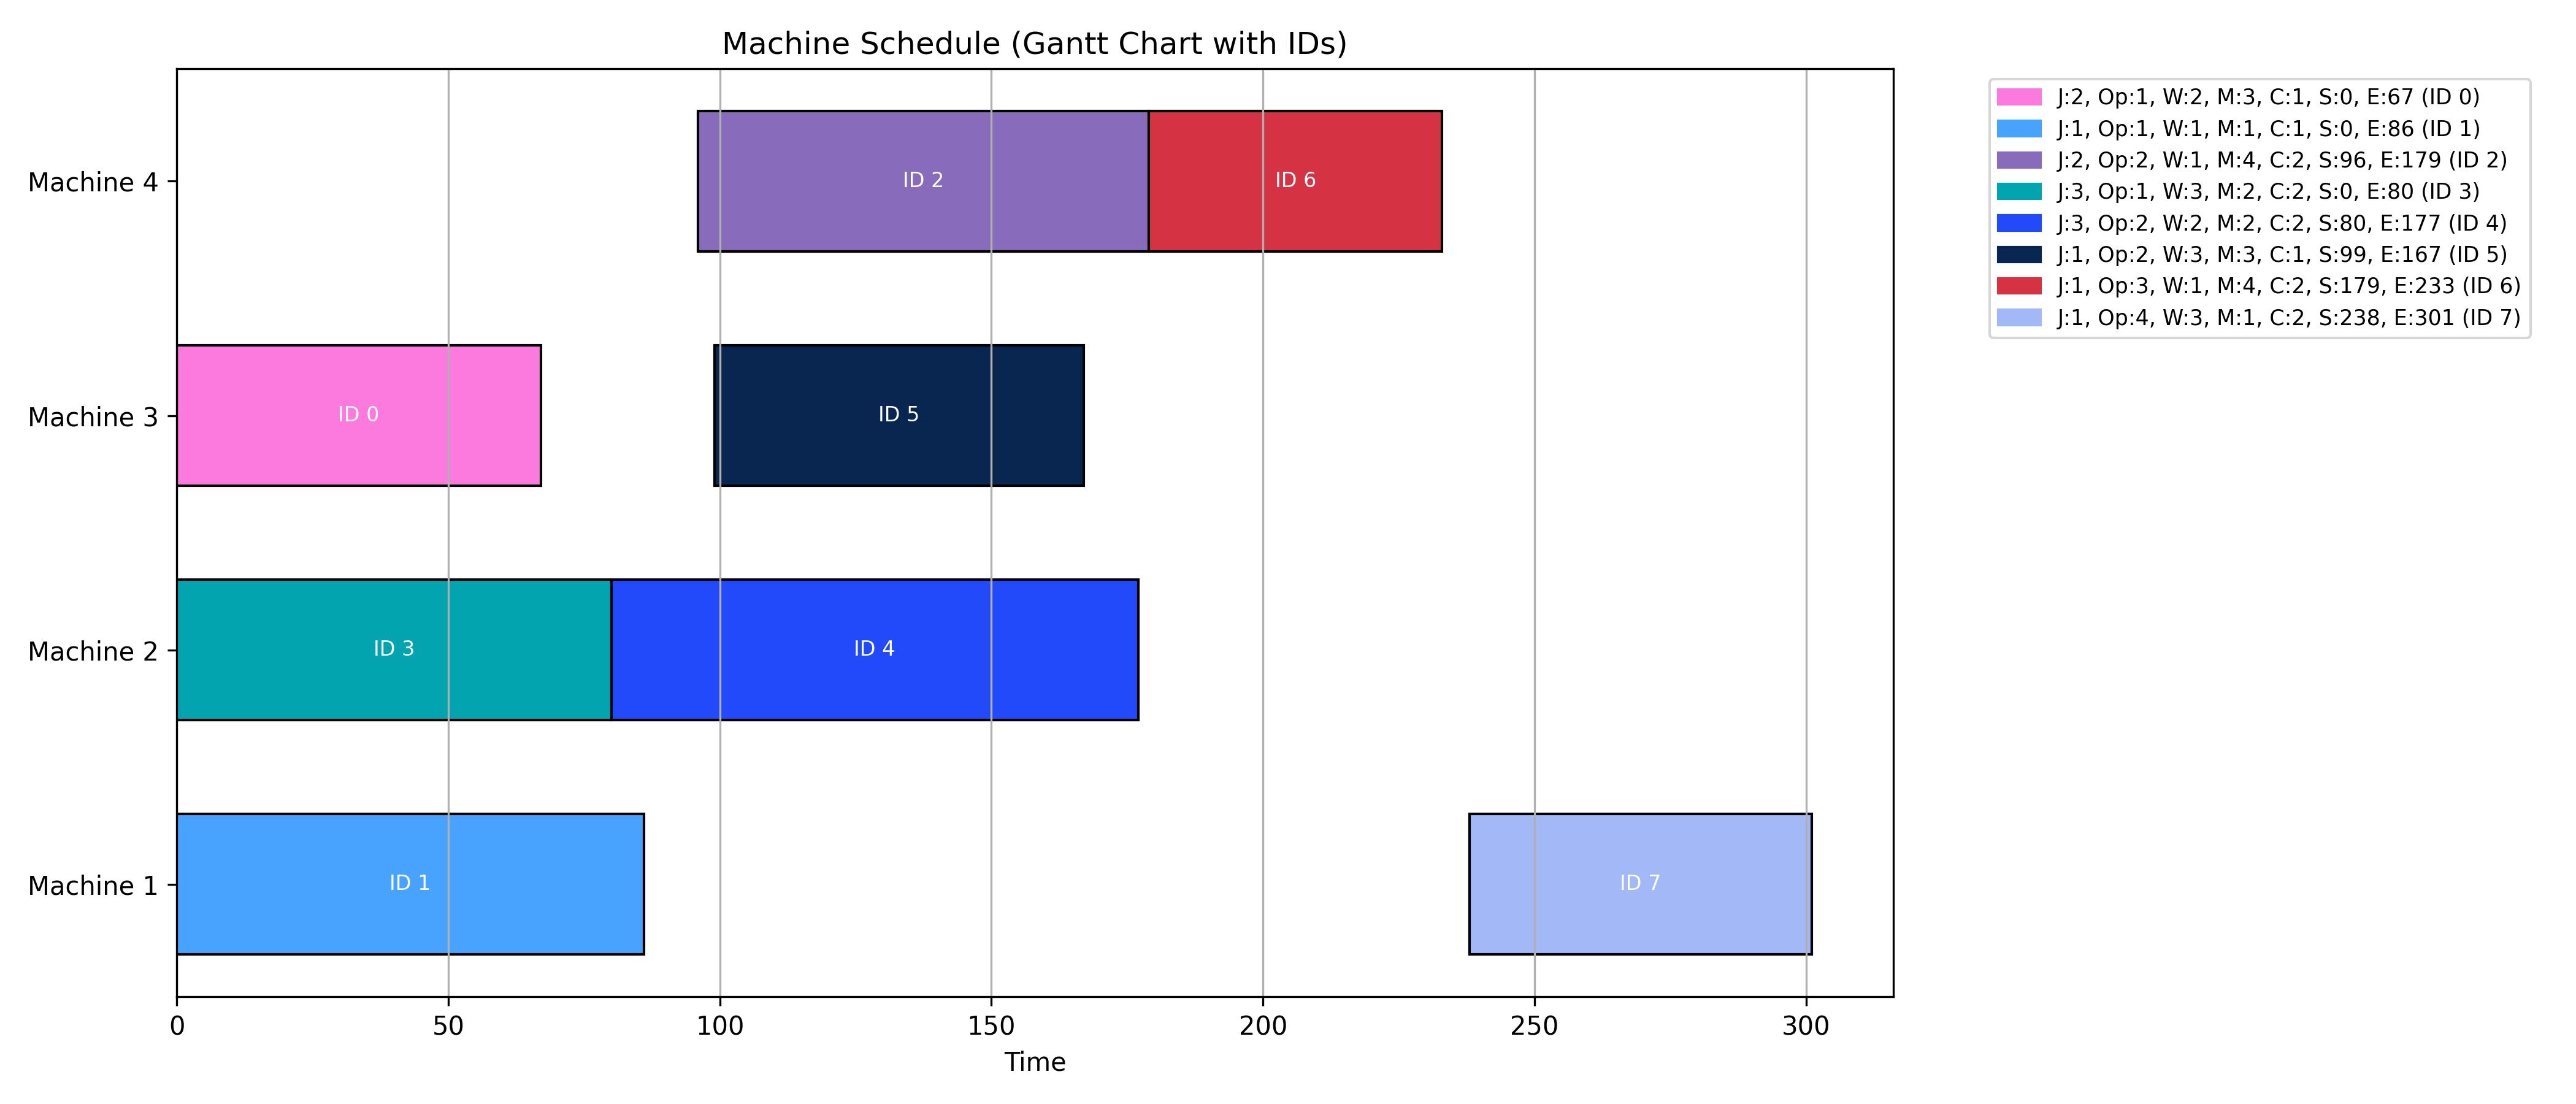 Machine Schedule (Gantt Chart with IDs)
J:2, Op:1, W:2, M:3, C:1, S:0, E:67 (ID 0)
J:1, Op:1, W:1, M:1, C:1, S:0, E:86 (ID 1)
J:2, Op:2, W:1, M:4, C:2, S:96, E:179 (ID 2)
J:3, Op:1, W:3, M:2, C:2, S:0, E:80 (ID 3)
J:3, Op:2, W:2, M:2, C:2, S:80, E:177 (ID 4)
J:1, Op:2, W:3, M:3, C:1, S:99, E:167 (ID 5)
J:1, Op:3, W:1, M:4, C:2, S:179, E:233 (ID 6)
J:1, Op:4, W:3, M:1, C:2, S:238, E:301 (ID 7)
Machine 4
ID 2
ID 6
Machine 3
ID 0
ID 5
Machine 2
ID 3
ID 4
Machine 1
ID 1
ID 7
0 50 100 150 200 250 300
Time